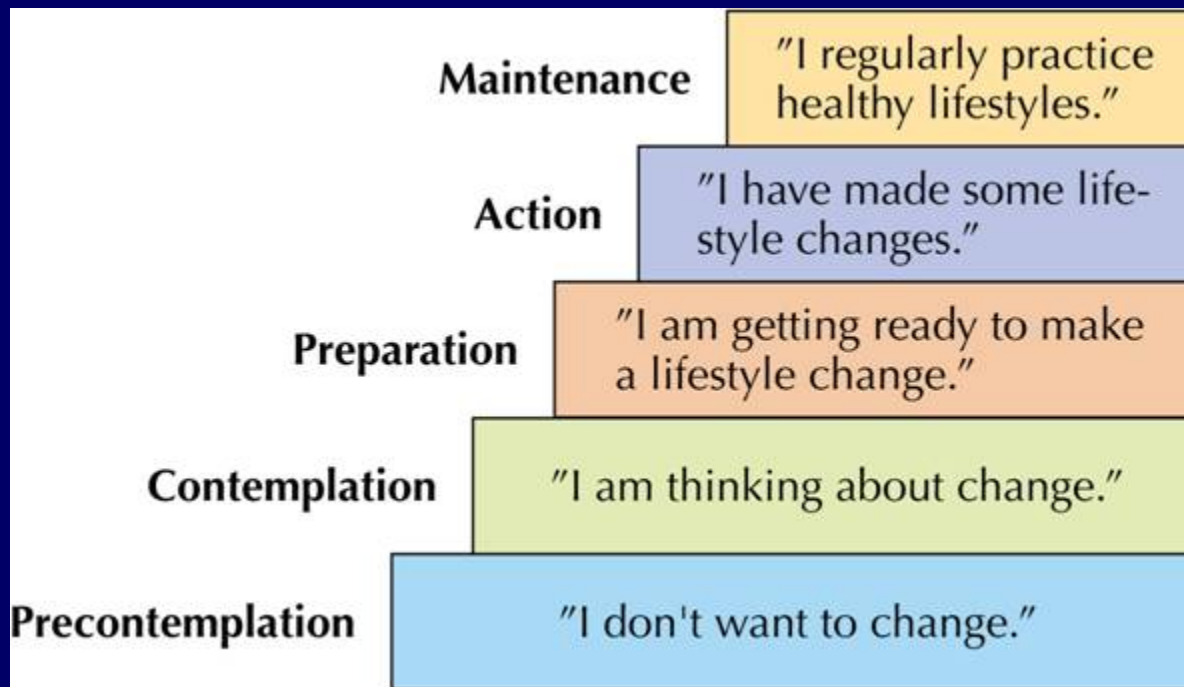 Maintenance
"I regularly practice
healthy lifestyles."
Action
"I have made some life-
style changes."
Preparation
"I am getting ready to make
a lifestyle change."
Contemplation
"I am thinking about change."
Precontemplation
"I don't want to change."